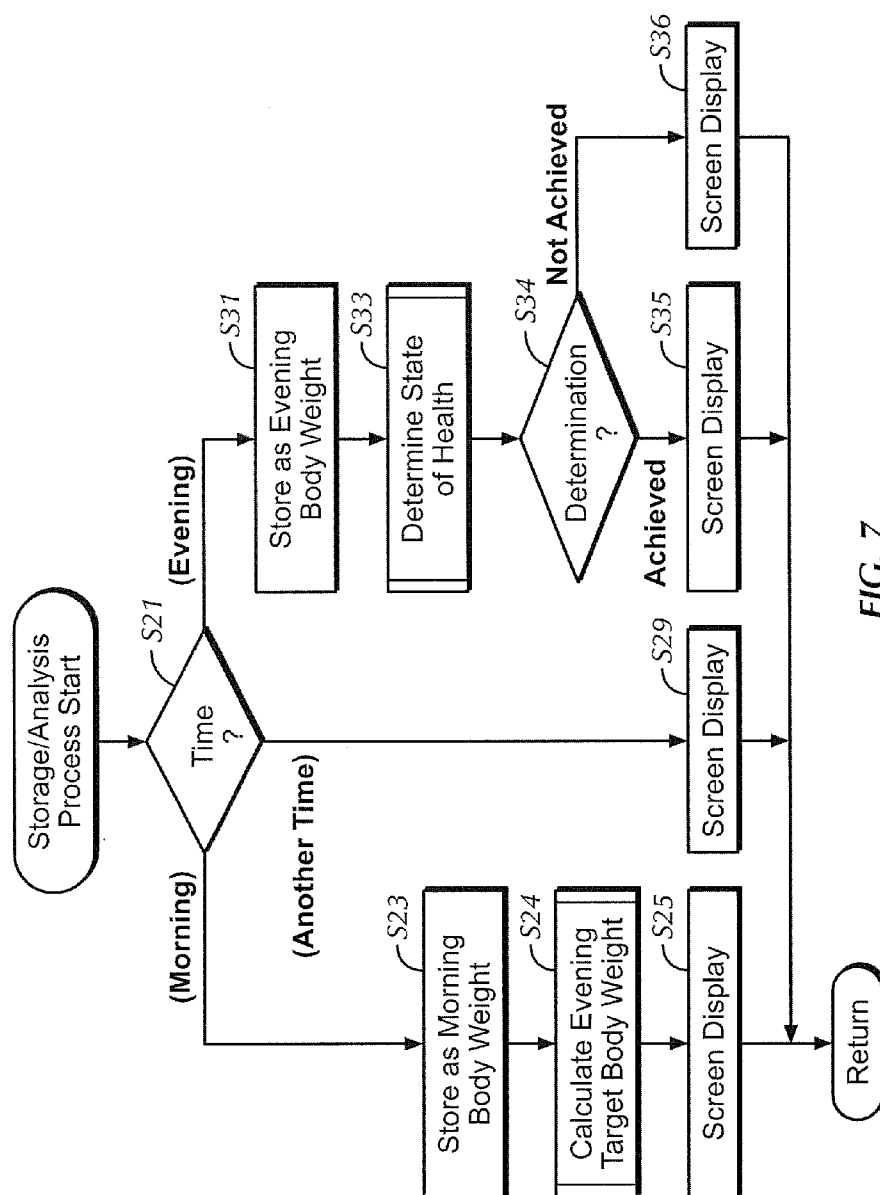 Storage/Analysis
Process Start
S21
Time
?
(Morning)
(Another Time)
(Evening)
S23
Store as Morning
Body Weight
S24
Calculate Evening
Target Body Weight
S25
Screen Display
S29
Screen Display
S31
Store as Evening
Body Weight
S33
Determine State
of Health
S34
Determination
?
Achieved
Not Achieved
S35
Screen Display
S36
Screen Display
Return
FIG. 7